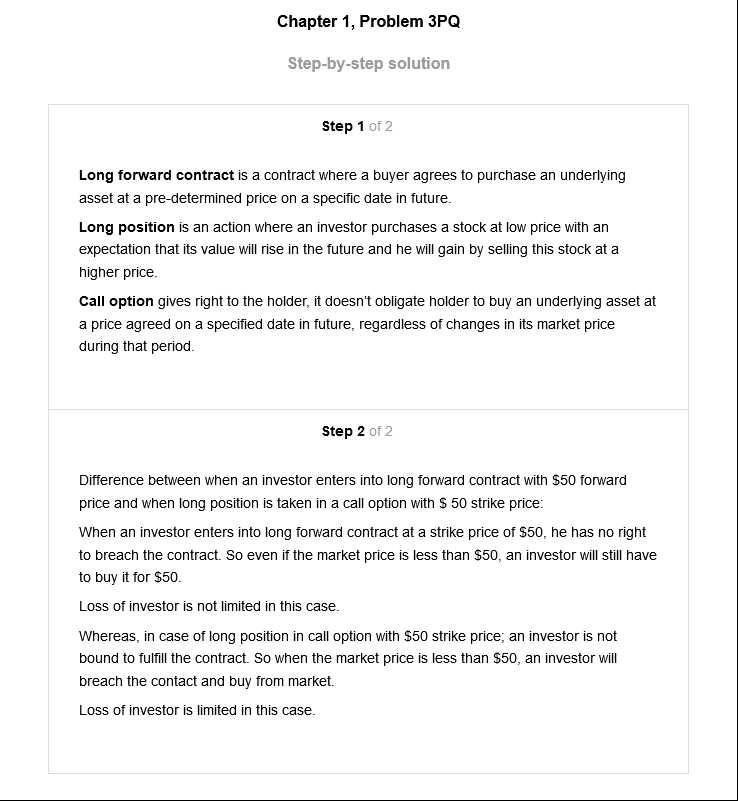 Chapter 1, Problem 3PQ
Step-by-step solution
Step 1 of 2
Long forward contract is a contract where a buyer agrees to purchase an underlying
asset at a pre-determined price on a specific date in future.
Long position is an action where an investor purchases a stock at low price with an
expectation that its value will rise in the future and he will gain by selling this stock at a
higher price.
Call option gives right to the holder, it doesn't obligate holder to buy an underlying asset at
a price agreed on a specified date in future, regardless of changes in its market price
during that period.
Step 2 of 2
Difference between when an investor enters into long forward contract with $50 forward
price and when long position is taken in a call option with $ 50 strike price:
When an investor enters into long forward contract at a strike price of $50, he has no right
to breach the contract. So even if the market price is less than $50, an investor will still have
to buy it for $50.
Loss of investor is not limited in this case.
Whereas, in case of long position in call option with $50 strike price; an investor is not
bound to fulfill the contract. So when the market price is less than $50, an investor will
breach the contact and buy from market.
Loss of investor is limited in this case.